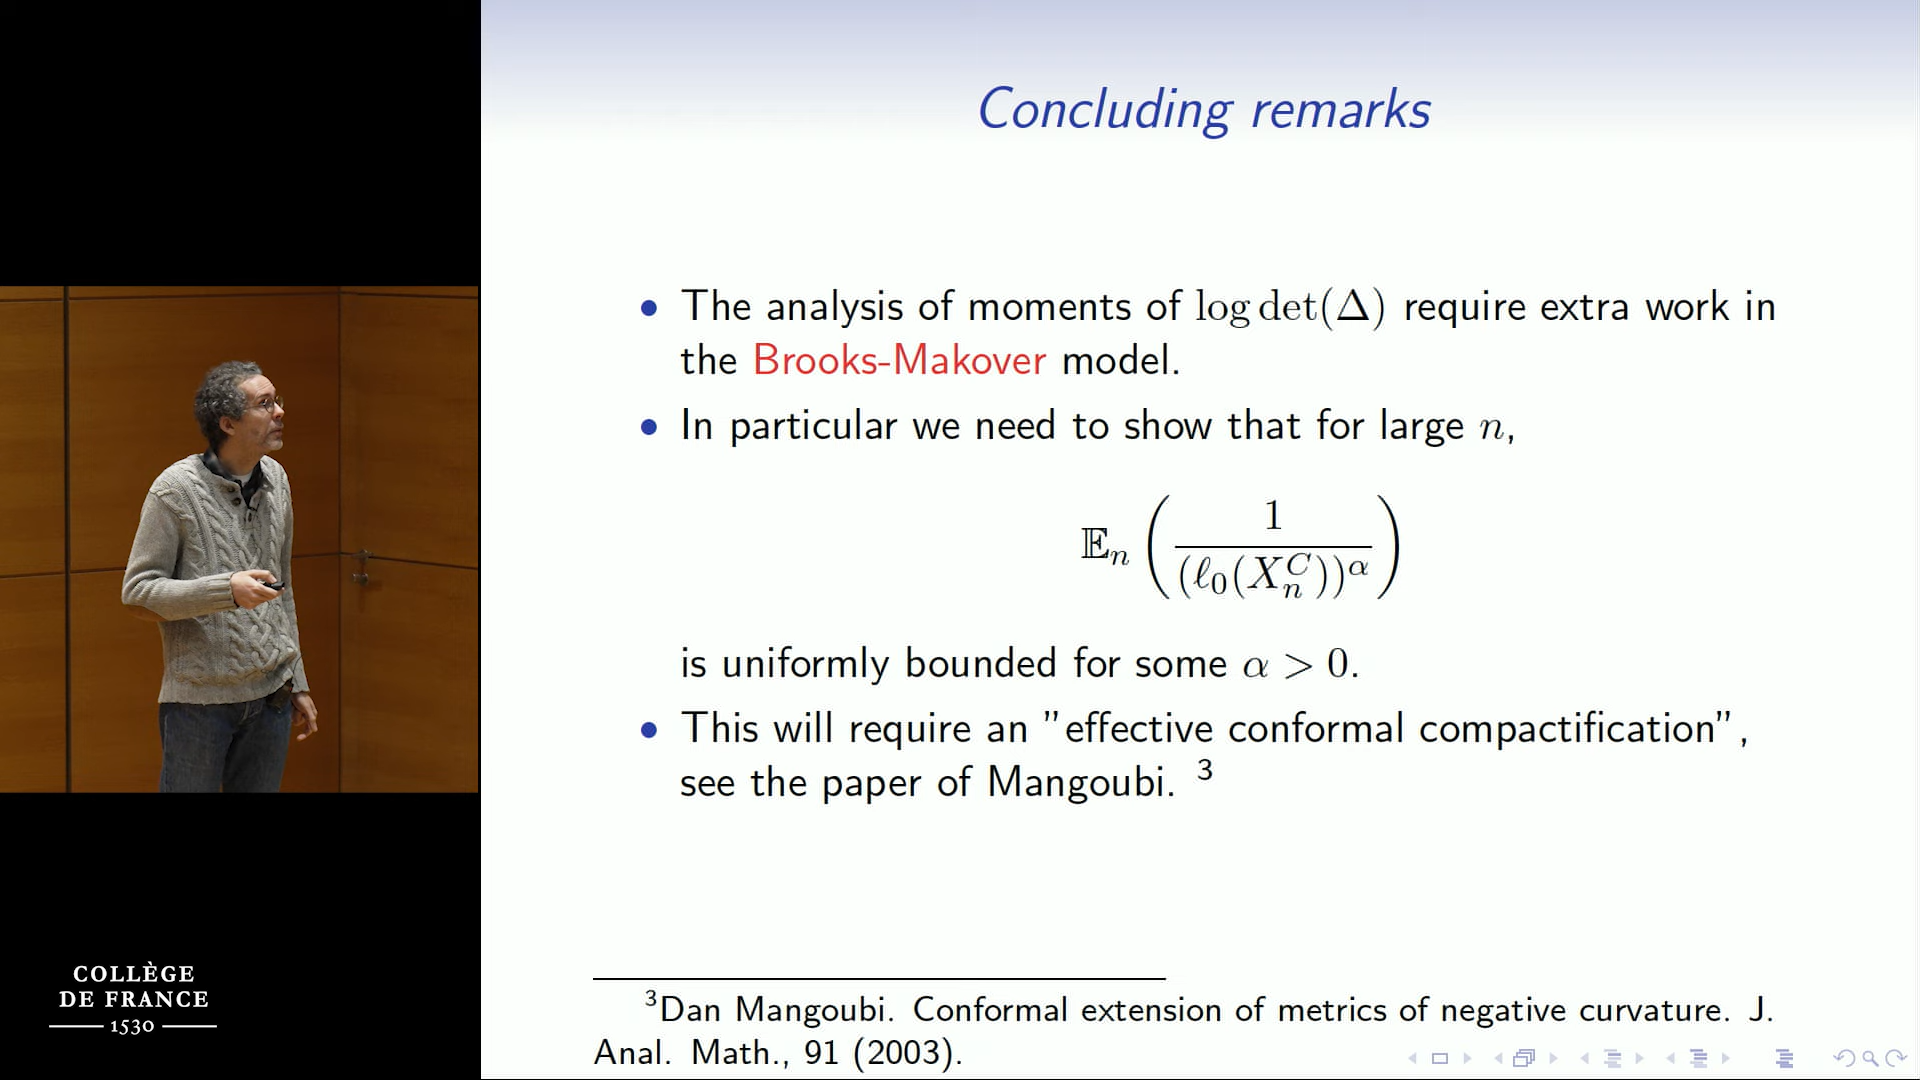 Concluding remarks
• The analysis of moments of log det(Δ) require extra work in
the Brooks-Makover model.
• In particular we need to show that for large n,
𝔼_n ( 1 / (ℓ_0(X_n^C))^α )
is uniformly bounded for some α > 0.
• This will require an ”effective conformal compactification”,
see the paper of Mangoubi. ³
³Dan Mangoubi. Conformal extension of metrics of negative curvature. J.
Anal. Math., 91 (2003).
COLLÈGE
DE FRANCE
1530